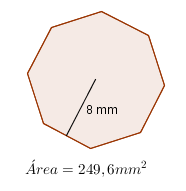 8 mm
Área = 249,6mm²